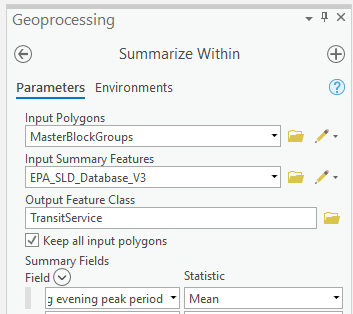 Geoprocessing
Summarize Within
Parameters Environments
Input Polygons
MasterBlockGroups
Input Summary Features
EPA_SLD_Database_V3
Output Feature Class
TransitService
Keep all input polygons
Summary Fields
Field Statistic
g evening peak period Mean